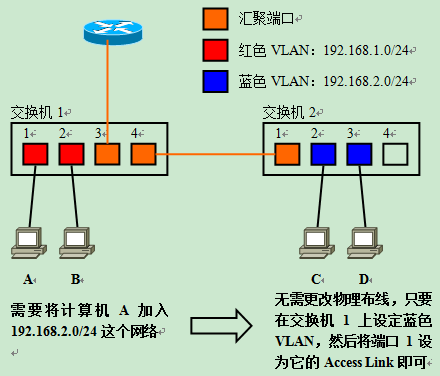 汇聚端口
红色 VLAN：192.168.1.0/24
蓝色 VLAN：192.168.2.0/24
交换机 1
1 2 3 4
交换机 2
1 2 3 4
A B
C D
需要将计算机 A 加入
192.168.2.0/24 这个网络
无需更改物理布线，只要
在交换机 1 上设定蓝色
VLAN，然后将端口 1 设
为它的 Access Link 即可